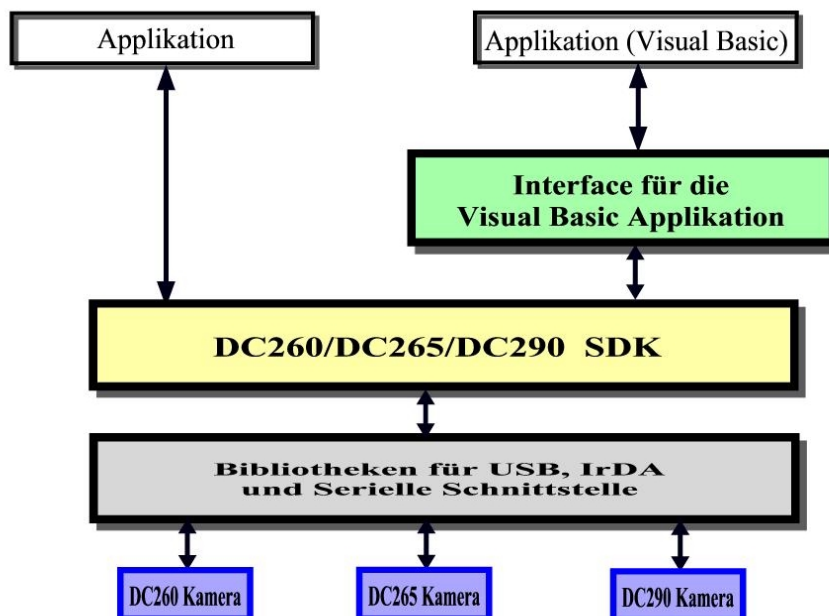 Applikation
Applikation (Visual Basic)
Interface für die
Visual Basic Applikation
DC260/DC265/DC290 SDK
Bibliotheken für USB, IrDA
und Serielle Schnittstelle
DC260 Kamera
DC265 Kamera
DC290 Kamera